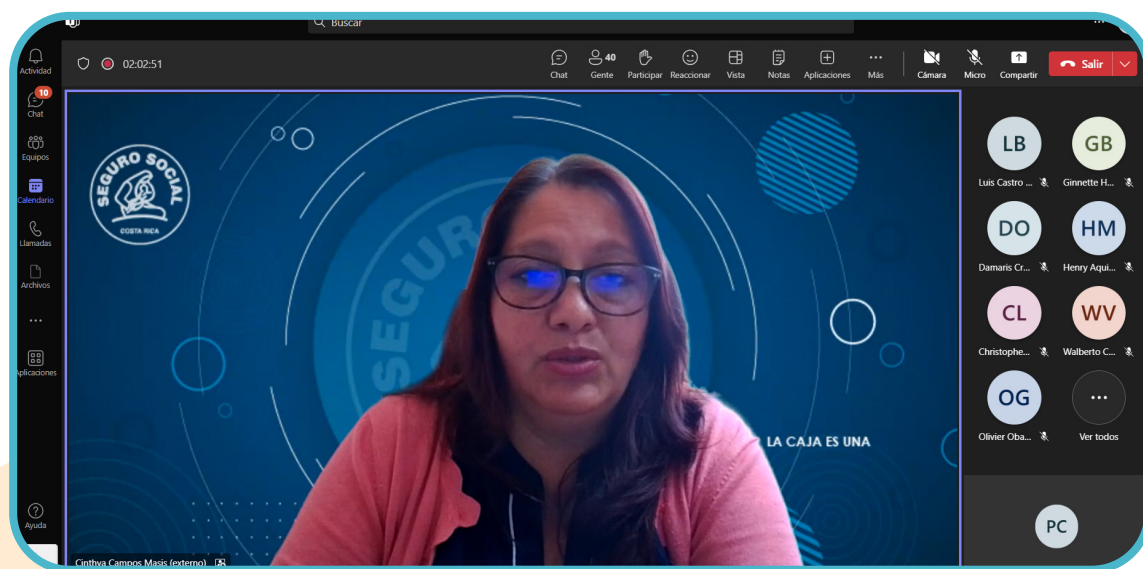 Buscar
Actividad
10
Chat
Equipos
Calendario
Llamadas
Archivos
Aplicaciones
Ayuda
02:02:51
Chat
40
Gente
Participar
Reaccionar
Vista
Notas
Aplicaciones
Más
Cámara
Micro
Compartir
Salir
SEGURO SOCIAL
COSTA RICA
SEGURO
LA CAJA ES UNA
Cinthya Campos Masis (externo)
LB
Luis Castro ...
GB
Ginnette H...
DO
Damaris Cr...
HM
Henry Aqui...
CL
Christophe...
WV
Walberto C...
OG
Olivier Oba...
Ver todos
PC